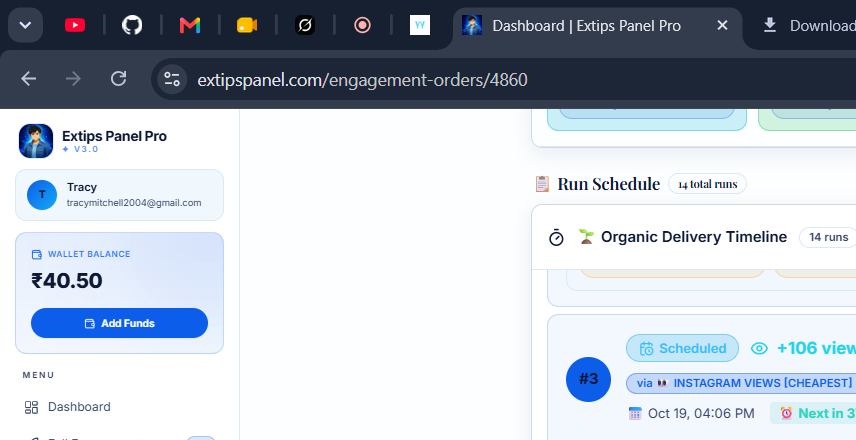 Dashboard | Extips Panel Pro
Download
extipspanel.com/engagement-orders/4860
Extips Panel Pro
✦ V3.0
T
Tracy
tracymitchell2004@gmail.com
WALLET BALANCE
₹40.50
Add Funds
MENU
Dashboard
Run Schedule
14 total runs
Organic Delivery Timeline
14 runs
#3
Scheduled
+106 view
via 👀 INSTAGRAM VIEWS [CHEAPEST]
Oct 19, 04:06 PM
Next in 3